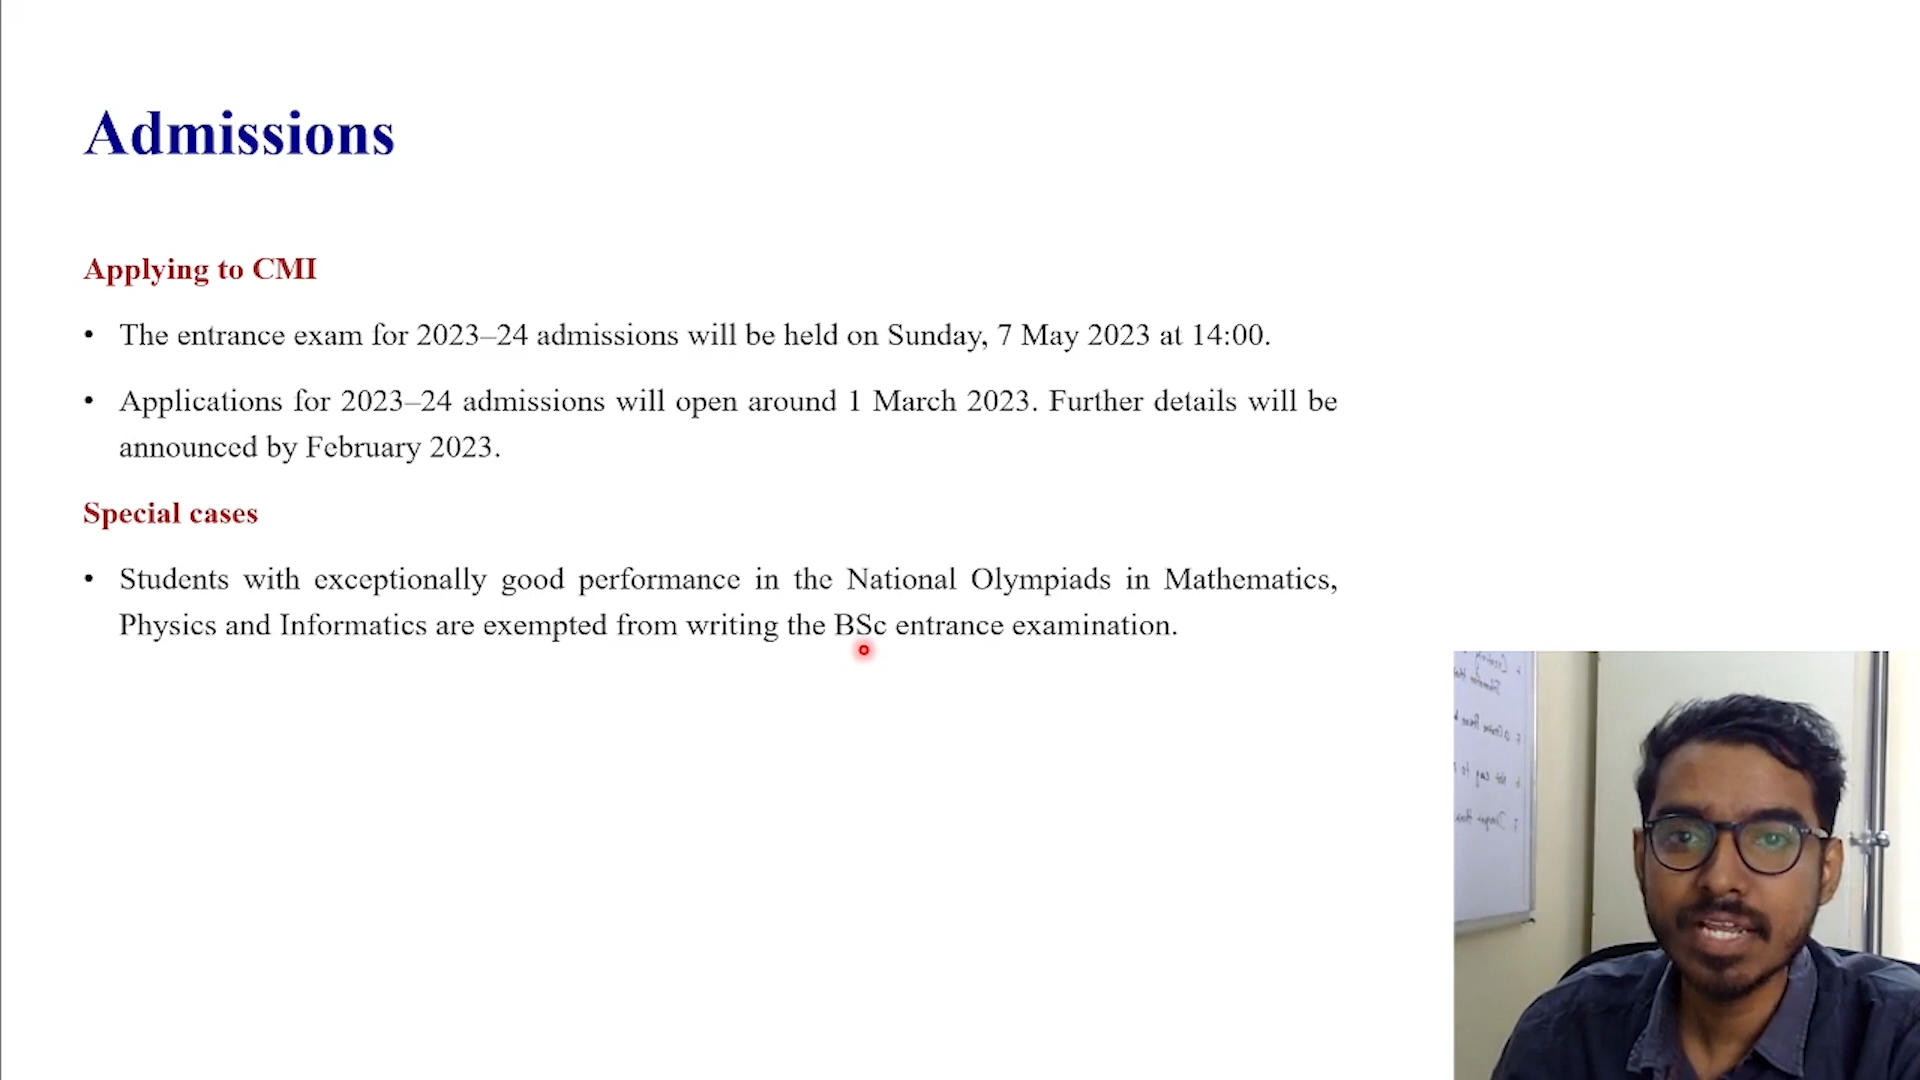 Admissions
Applying to CMI
• The entrance exam for 2023–24 admissions will be held on Sunday, 7 May 2023 at 14:00.
• Applications for 2023–24 admissions will open around 1 March 2023. Further details will be
announced by February 2023.
Special cases
• Students with exceptionally good performance in the National Olympiads in Mathematics,
Physics and Informatics are exempted from writing the BSc entrance examination.